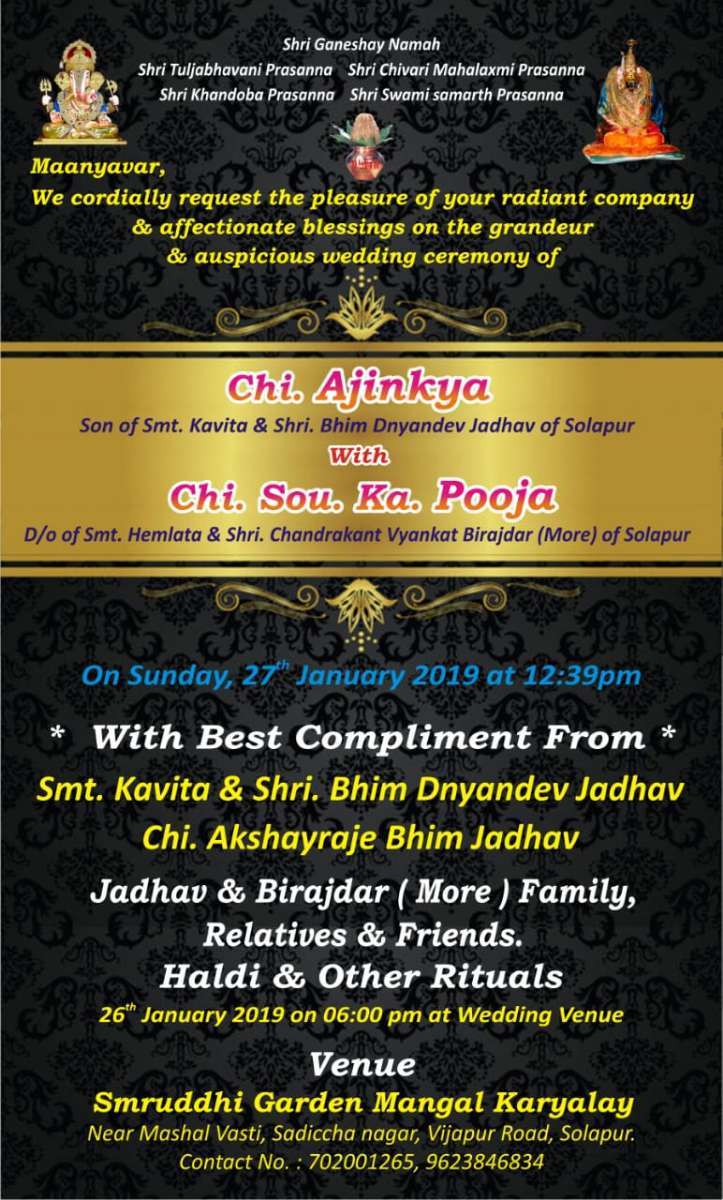 Shri Ganeshay Namah
Shri Tuljabhavani Prasanna Shri Chivari Mahalaxmi Prasanna
Shri Khandoba Prasanna Shri Swami samarth Prasanna
Maanyavar,
We cordially request the pleasure of your radiant company
& affectionate blessings on the grandeur
& auspicious wedding ceremony of
Chi. Ajinkya
Son of Smt. Kavita & Shri. Bhim Dnyandev Jadhav of Solapur
With
Chi. Sou. Ka. Pooja
D/o of Smt. Hemlata & Shri. Chandrakant Vyankat Birajdar (More) of Solapur
On Sunday, 27th January 2019 at 12:39pm
* With Best Compliment From *
Smt. Kavita & Shri. Bhim Dnyandev Jadhav
Chi. Akshayraje Bhim Jadhav
Jadhav & Birajdar ( More ) Family,
Relatives & Friends.
Haldi & Other Rituals
26th January 2019 on 06:00 pm at Wedding Venue
Venue
Smruddhi Garden Mangal Karyalay
Near Mashal Vasti, Sadiccha nagar, Vijapur Road, Solapur.
Contact No. : 702001265, 9623846834